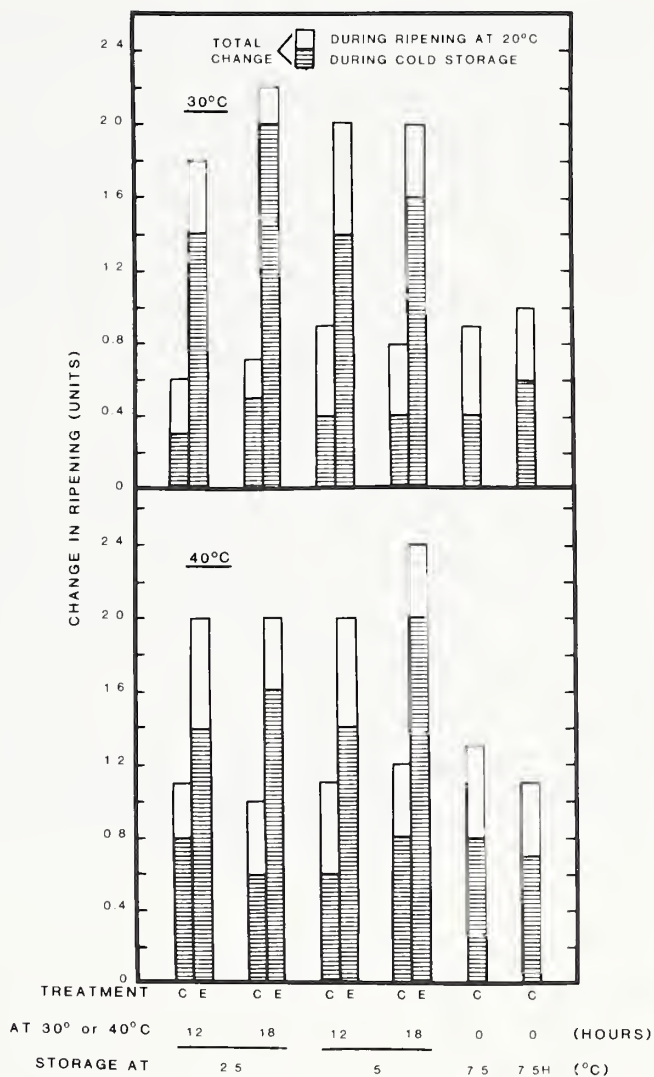 TOTAL CHANGE
DURING RIPENING AT 20°C
DURING COLD STORAGE
30°C
2 4
2 0
1 6
1 2
0.8
0.4
0
CHANGE IN RIPENING (UNITS)
40°C
2 4
2 0
1 6
1 2
0 8
0 4
0
TREATMENT C E C E C E C E C C
AT 30° or 40°C 12 18 12 18 0 0 (HOURS)
STORAGE AT 2 5 5 7 5 7 5H (°C)